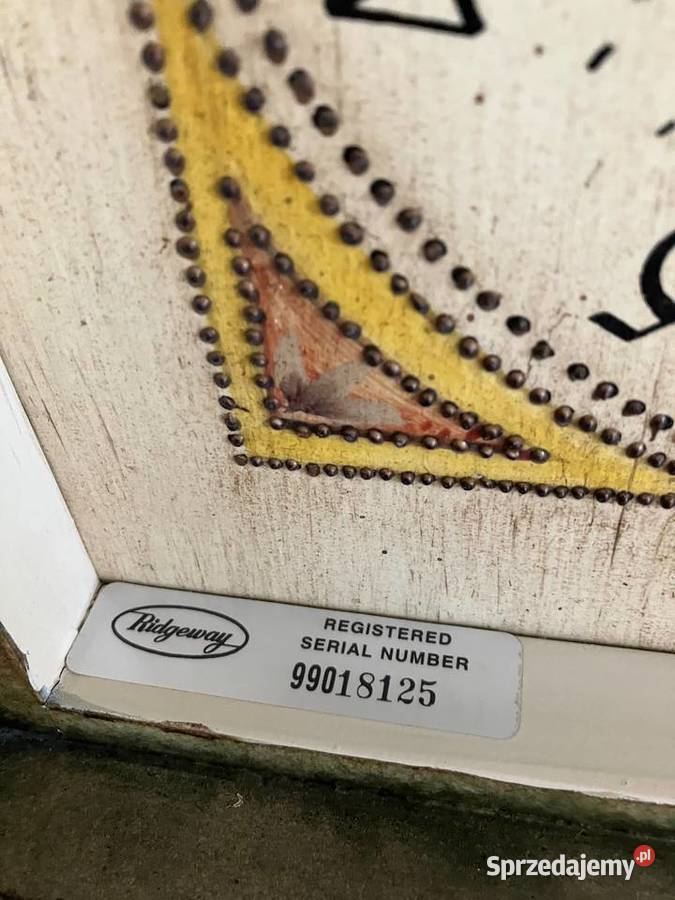 Ridgeway
REGISTERED
SERIAL NUMBER
99018125
Sprzedajemy.pl